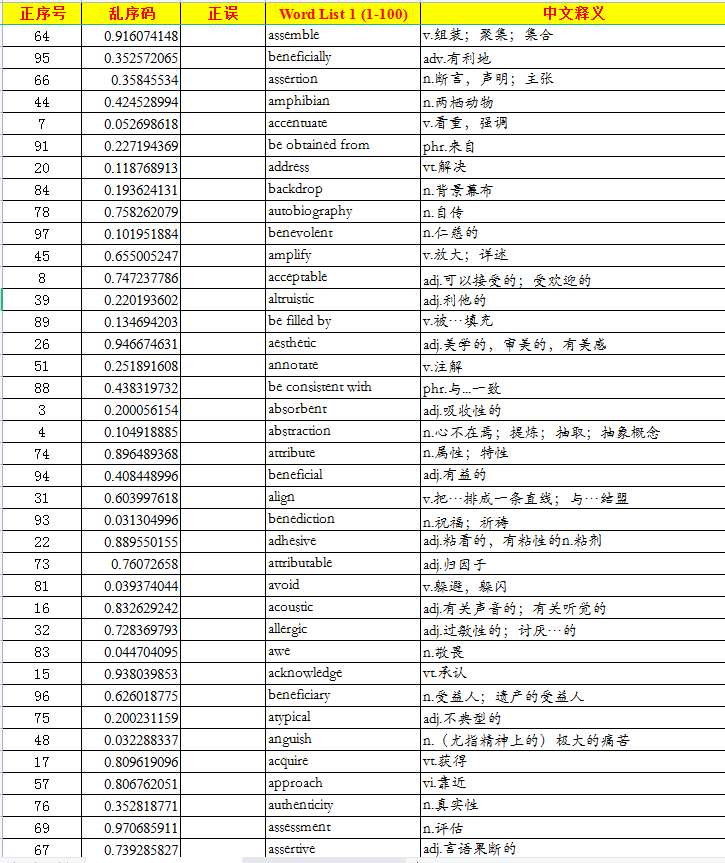 正序号 乱序码 正误 Word List 1 (1-100) 中文释义
64 0.916074148 assemble v.组装；聚集；集合
95 0.352572065 beneficially adv.有利地
66 0.35845534 assertion n.断言，声明；主张
44 0.424528994 amphibian n.两栖动物
7 0.052698618 accentuate v.着重，强调
91 0.227194369 be obtained from phr.来自
20 0.118768913 address vt.解决
84 0.193624131 backdrop n.背景幕布
78 0.758262079 autobiography n.自传
97 0.101951884 benevolent n.仁慈的
45 0.655005247 amplify v.放大；详述
8 0.747237786 acceptable adj.可以接受的；受欢迎的
39 0.220193602 altruistic adj.利他的
89 0.134694203 be filled by v.被…填充
26 0.946674631 aesthetic adj.美学的，审美的，有美感
51 0.251891608 annotate v.注解
88 0.438319732 be consistent with phr.与...一致
3 0.200056154 absorbent adj.吸收性的
4 0.104918885 abstraction n.心不在焉；提炼；抽取；抽象概念
74 0.896489368 attribute n.属性；特性
94 0.408448996 beneficial adj.有益的
31 0.603997618 align v.把…排成一条直线；与…结盟
93 0.031304996 benediction n.祝福；祈祷
22 0.889550155 adhesive adj.粘着的，有粘性的n.粘剂
73 0.76072658 attributable adj.归因于
81 0.039374044 avoid v.躲避，躲闪
16 0.832629242 acoustic adj.有关声音的；有关听觉的
32 0.728369793 allergic adj.过敏性的；讨厌…的
83 0.044704095 awe n.敬畏
15 0.938039853 acknowledge vt.承认
96 0.626018775 beneficiary n.受益人；遗产的受益人
75 0.200231159 atypical adj.不典型的
48 0.032288337 anguish n.（尤指精神上的）极大的痛苦
17 0.809619096 acquire vt.获得
57 0.806762051 approach vi.靠近
76 0.352818771 authenticity n.真实性
69 0.970685911 assessment n.评估
67 0.739285827 assertive adj.言语果断的